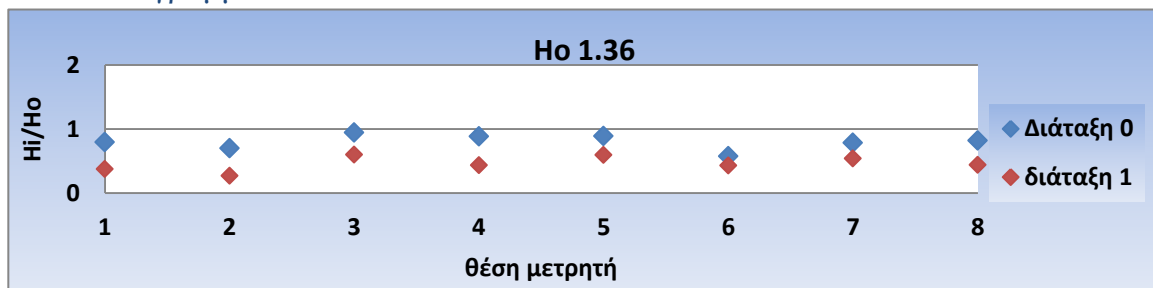 Ho 1.36
2
1
0
Hi/Ho
1 2 3 4 5 6 7 8
θέση μετρητή
Διάταξη 0
διάταξη 1